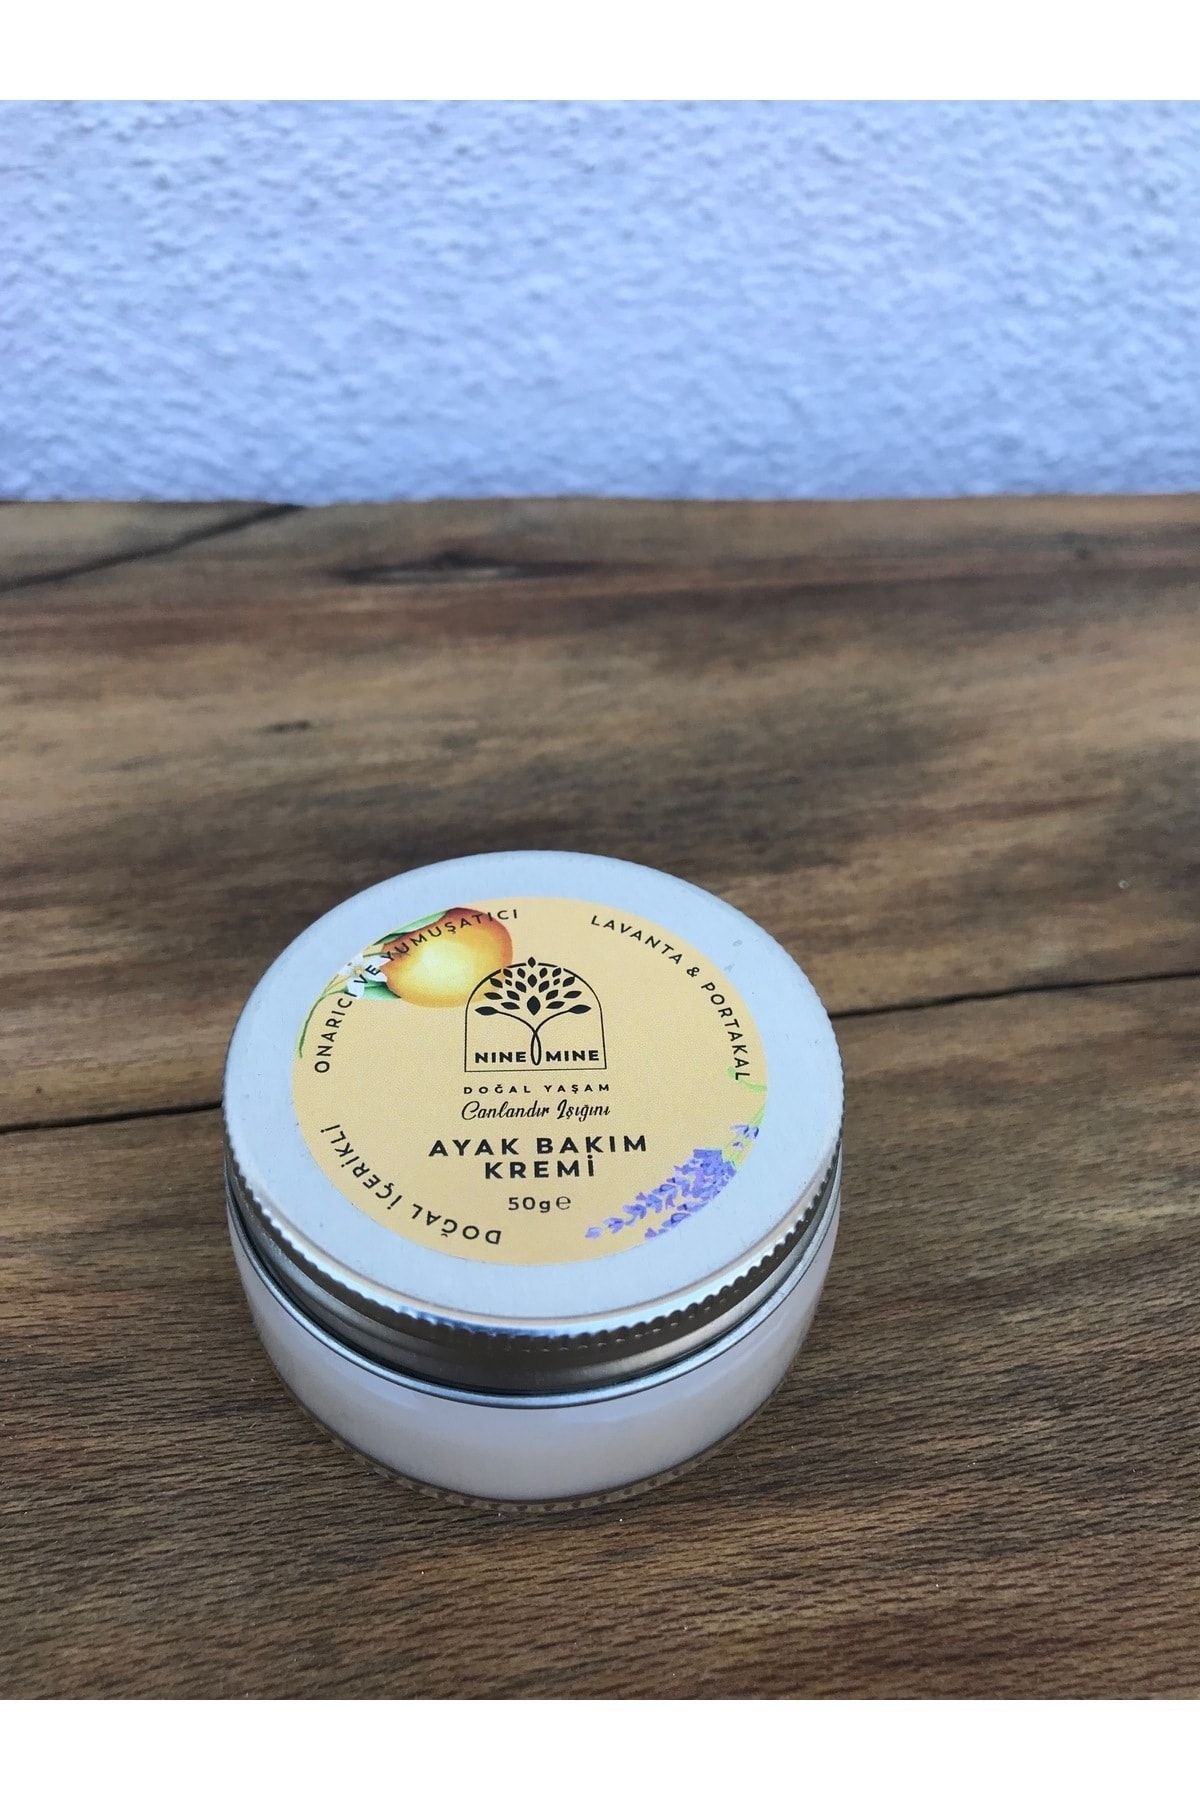 ONARICI VE YUMUŞATICI
LAVANTA & PORTAKAL
NINE MINE
DOĞAL YAŞAM
Canlandır Işığını
AYAK BAKIM
KREMİ
50g℮
DOĞAL İÇERİKLİ